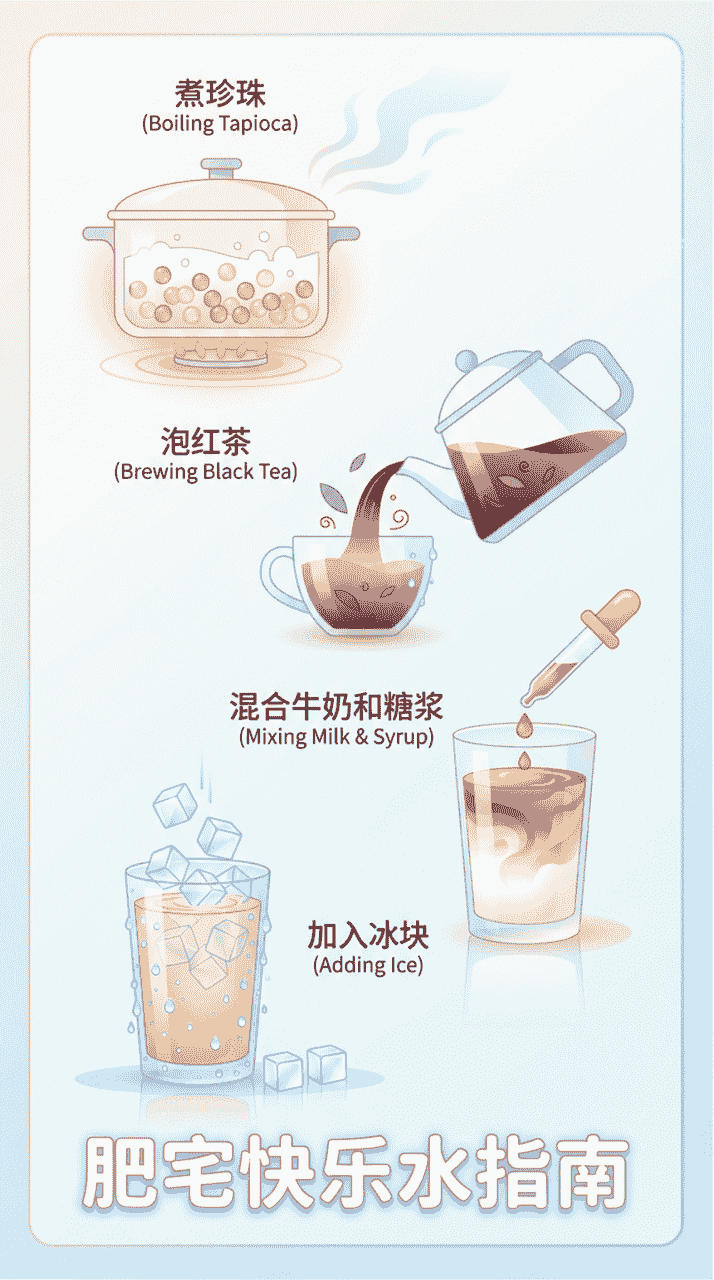 煮珍珠
(Boiling Tapioca)
泡红茶
(Brewing Black Tea)
混合牛奶和糖浆
(Mixing Milk & Syrup)
加入冰块
(Adding Ice)
肥宅快乐水指南